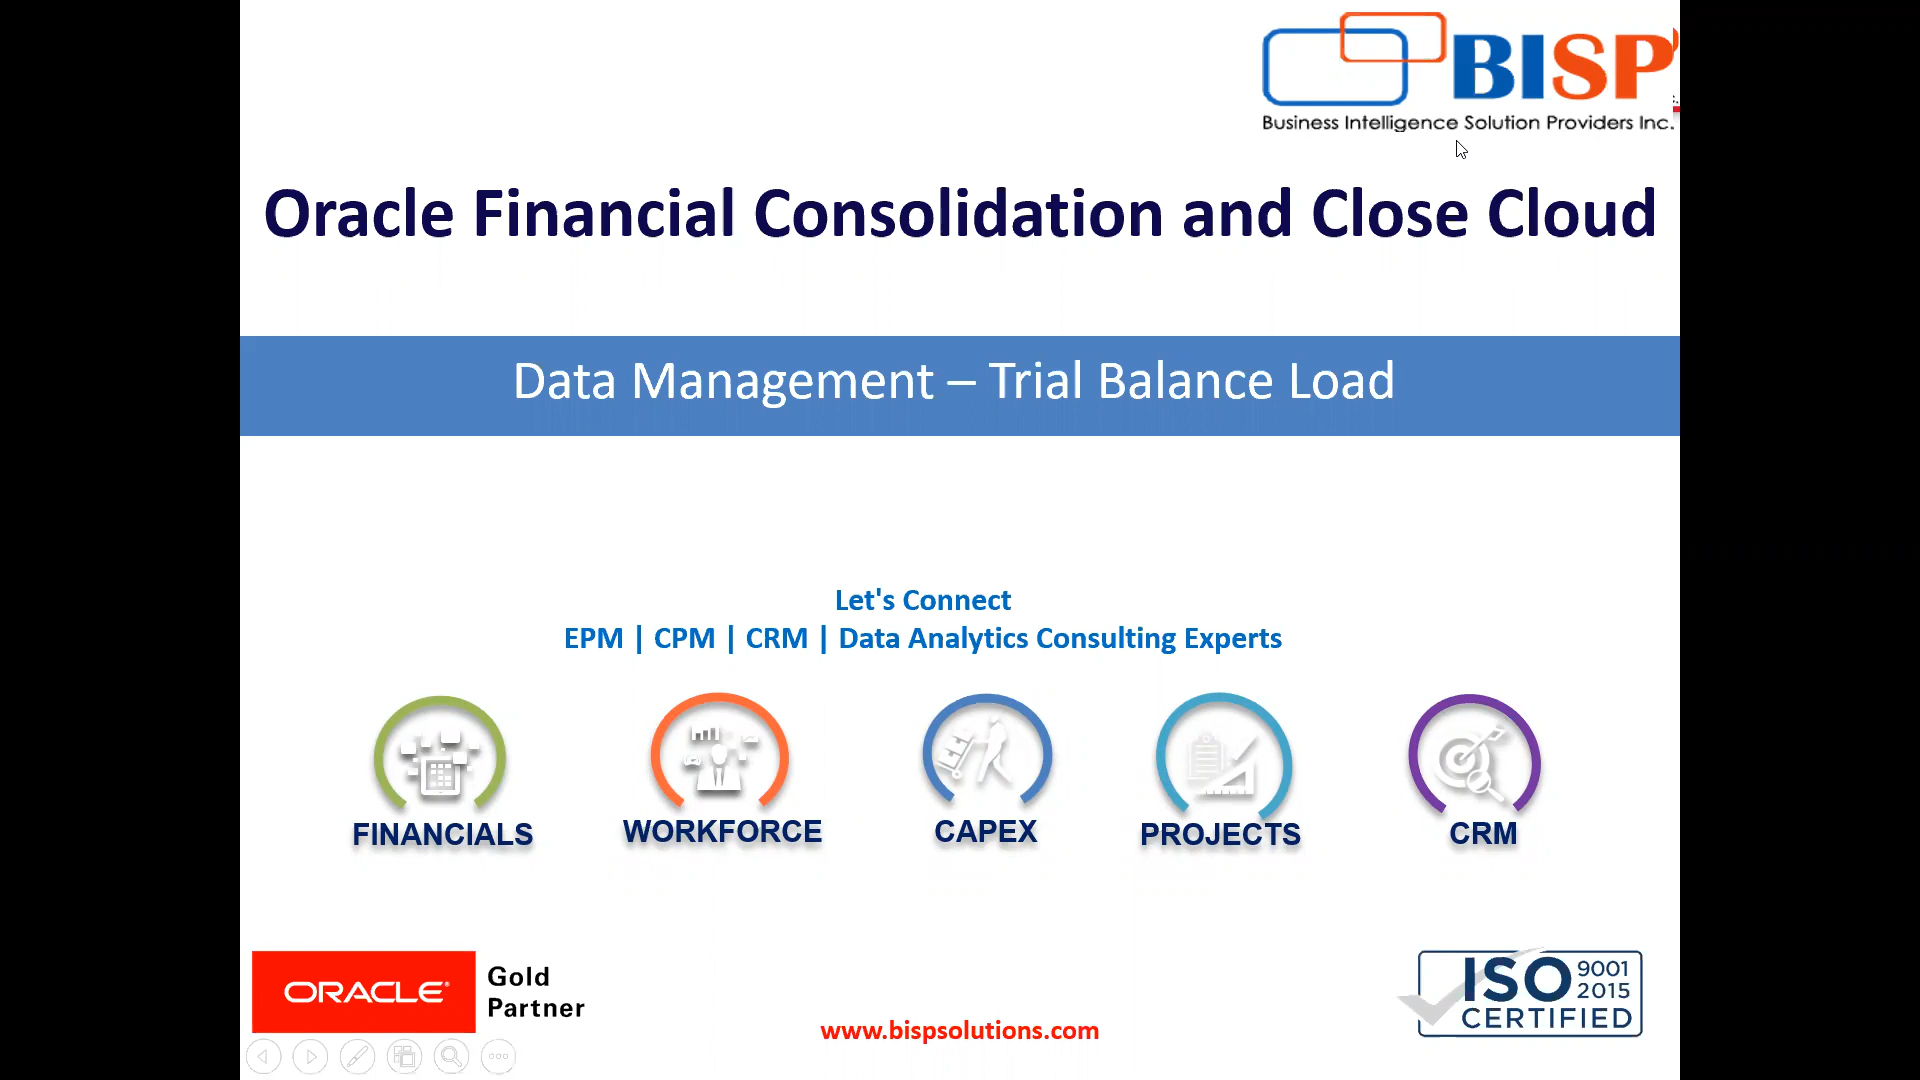 BISP
Business Intelligence Solution Providers Inc.
Oracle Financial Consolidation and Close Cloud
Data Management – Trial Balance Load
Let's Connect
EPM | CPM | CRM | Data Analytics Consulting Experts
FINANCIALS
WORKFORCE
CAPEX
PROJECTS
CRM
ORACLE®
Gold
Partner
www.bispsolutions.com
ISO 9001
2015
CERTIFIED